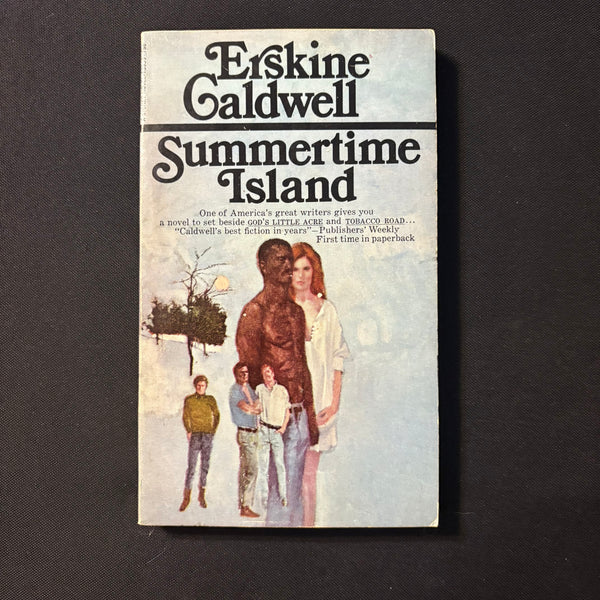 Erskine
Caldwell
Summertime
Island
One of America's great writers gives you
a novel to set beside GOD'S LITTLE ACRE and TOBACCO ROAD...
"Caldwell's best fiction in years"—Publishers' Weekly
First time in paperback